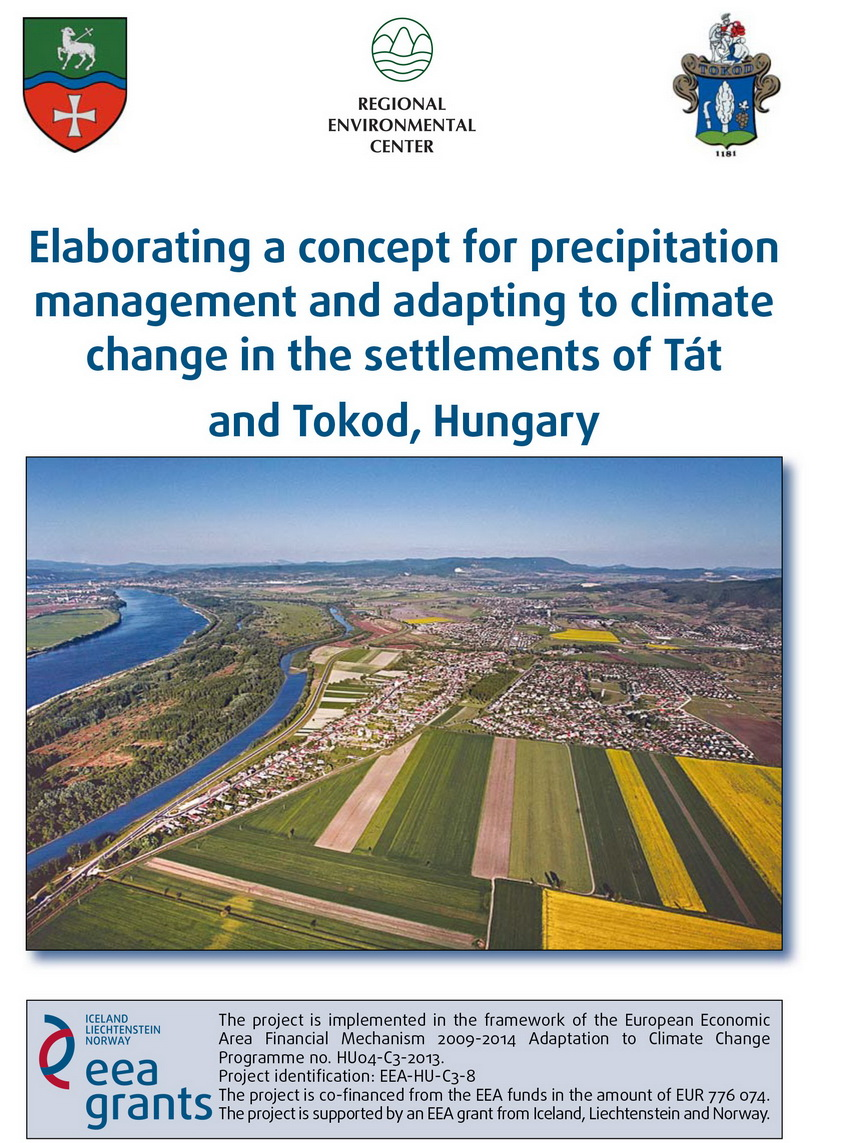 REGIONAL
ENVIRONMENTAL
CENTER
TOKOD
1181
Elaborating a concept for precipitation
management and adapting to climate
change in the settlements of Tát
and Tokod, Hungary
ICELAND
LIECHTENSTEIN
NORWAY
eea
grants
The project is implemented in the framework of the European Economic
Area Financial Mechanism 2009-2014 Adaptation to Climate Change
Programme no. HU04-C3-2013.
Project identification: EEA-HU-C3-8
The project is co-financed from the EEA funds in the amount of EUR 776 074.
The project is supported by an EEA grant from Iceland, Liechtenstein and Norway.